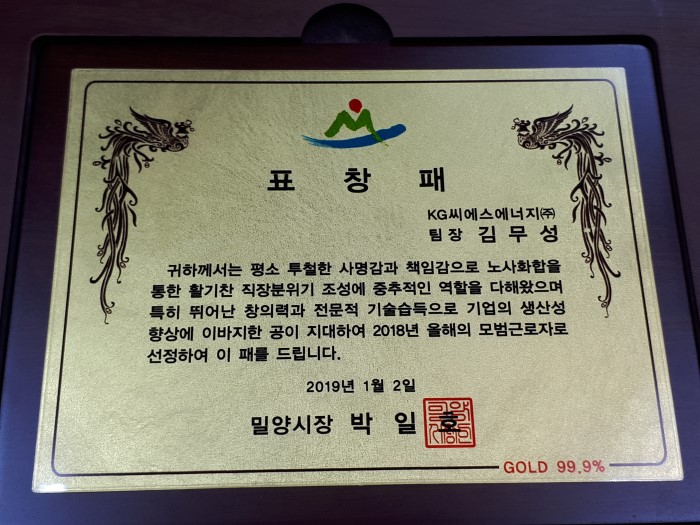 표 창 패
KG씨에스에너지㈜
팀장 김무성
귀하께서는 평소 투철한 사명감과 책임감으로 노사화합을
통한 활기찬 직장분위기 조성에 중추적인 역할을 다해왔으며
특히 뛰어난 창의력과 전문적 기술습득으로 기업의 생산성
향상에 이바지한 공이 지대하여 2018년 올해의 모범근로자로
선정하여 이 패를 드립니다.
2019년 1월 2일
밀양시장 박 일 호
GOLD 99.9%